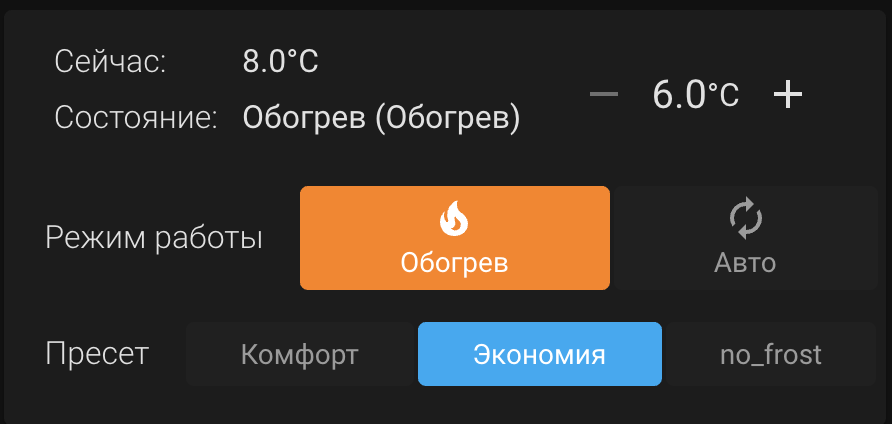 Сейчас: 8.0°C
Состояние: Обогрев (Обогрев)
6.0°C
Режим работы
Обогрев
Авто
Пресет
Комфорт
Экономия
no_frost